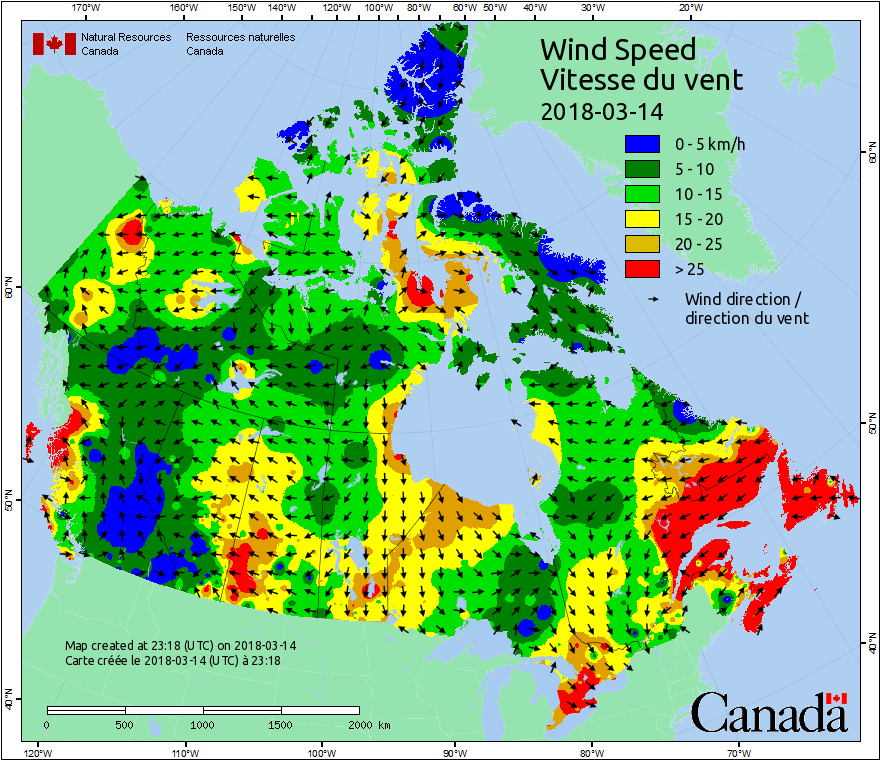 170°W 160°W 150°W 140°W 130°W 120°W 110°W 100°W 90°W 80°W 70°W 60°W 50°W 40°W 30°W 20°W
Natural Resources Canada
Ressources naturelles Canada
Wind Speed
Vitesse du vent
2018-03-14
0 - 5 km/h
5 - 10
10 - 15
15 - 20
20 - 25
> 25
Wind direction /
direction du vent
60°N
60°N
50°N
50°N
40°N
40°N
Map created at 23:18 (UTC) on 2018-03-14
Carte créée le 2018-03-14 (UTC) à 23:18
0 500 1000 1500 2000 km
Canada
120°W 110°W 100°W 90°W 80°W 70°W